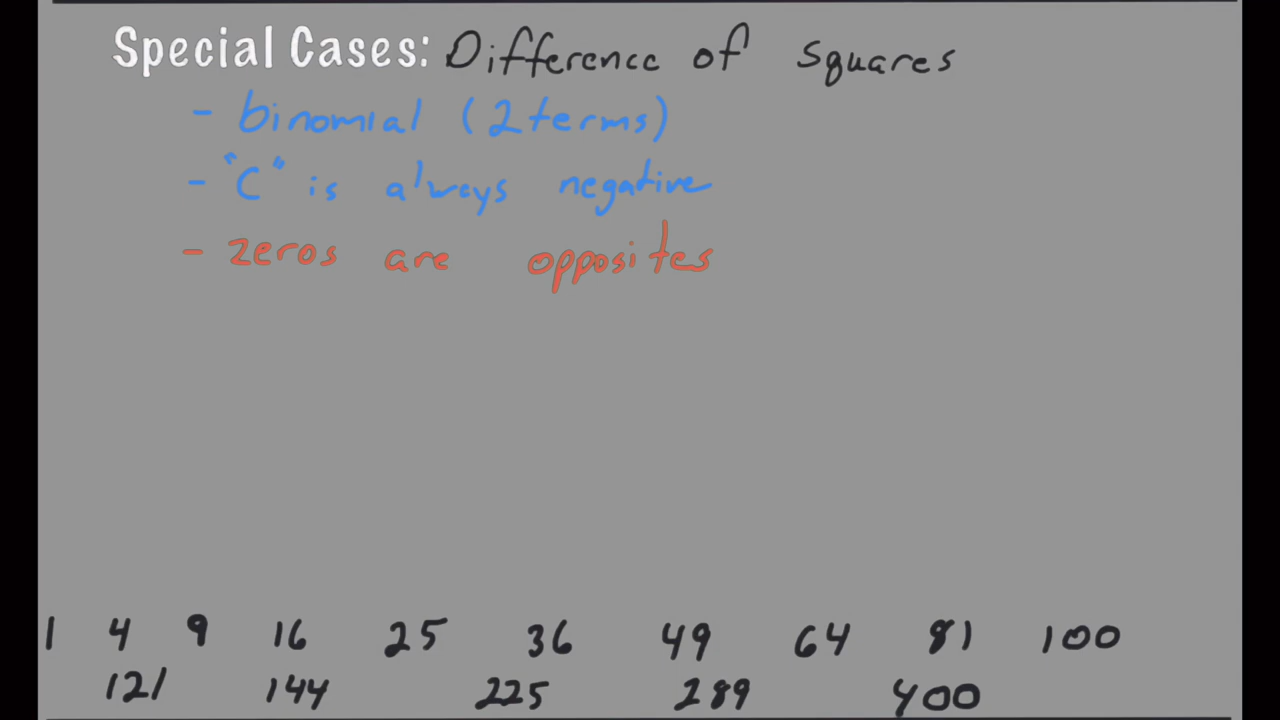 Special Cases: Difference of Squares
- binomial (2 terms)
- "C" is always negative
- zeros are opposites
1 4 9 16 25 36 49 64 81 100
121 144 225 289 400